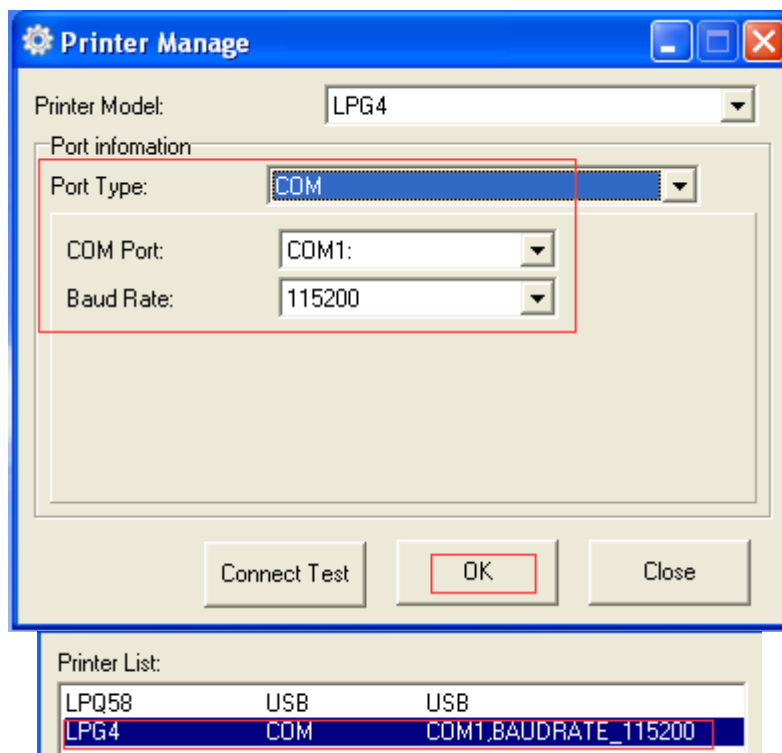 Printer Manage
Printer Model: LPG4
Port infomation
Port Type: COM
COM Port: COM1:
Baud Rate: 115200
Connect Test OK Close
Printer List:
LPQ58 USB USB
LPG4 COM COM1,BAUDRATE_115200